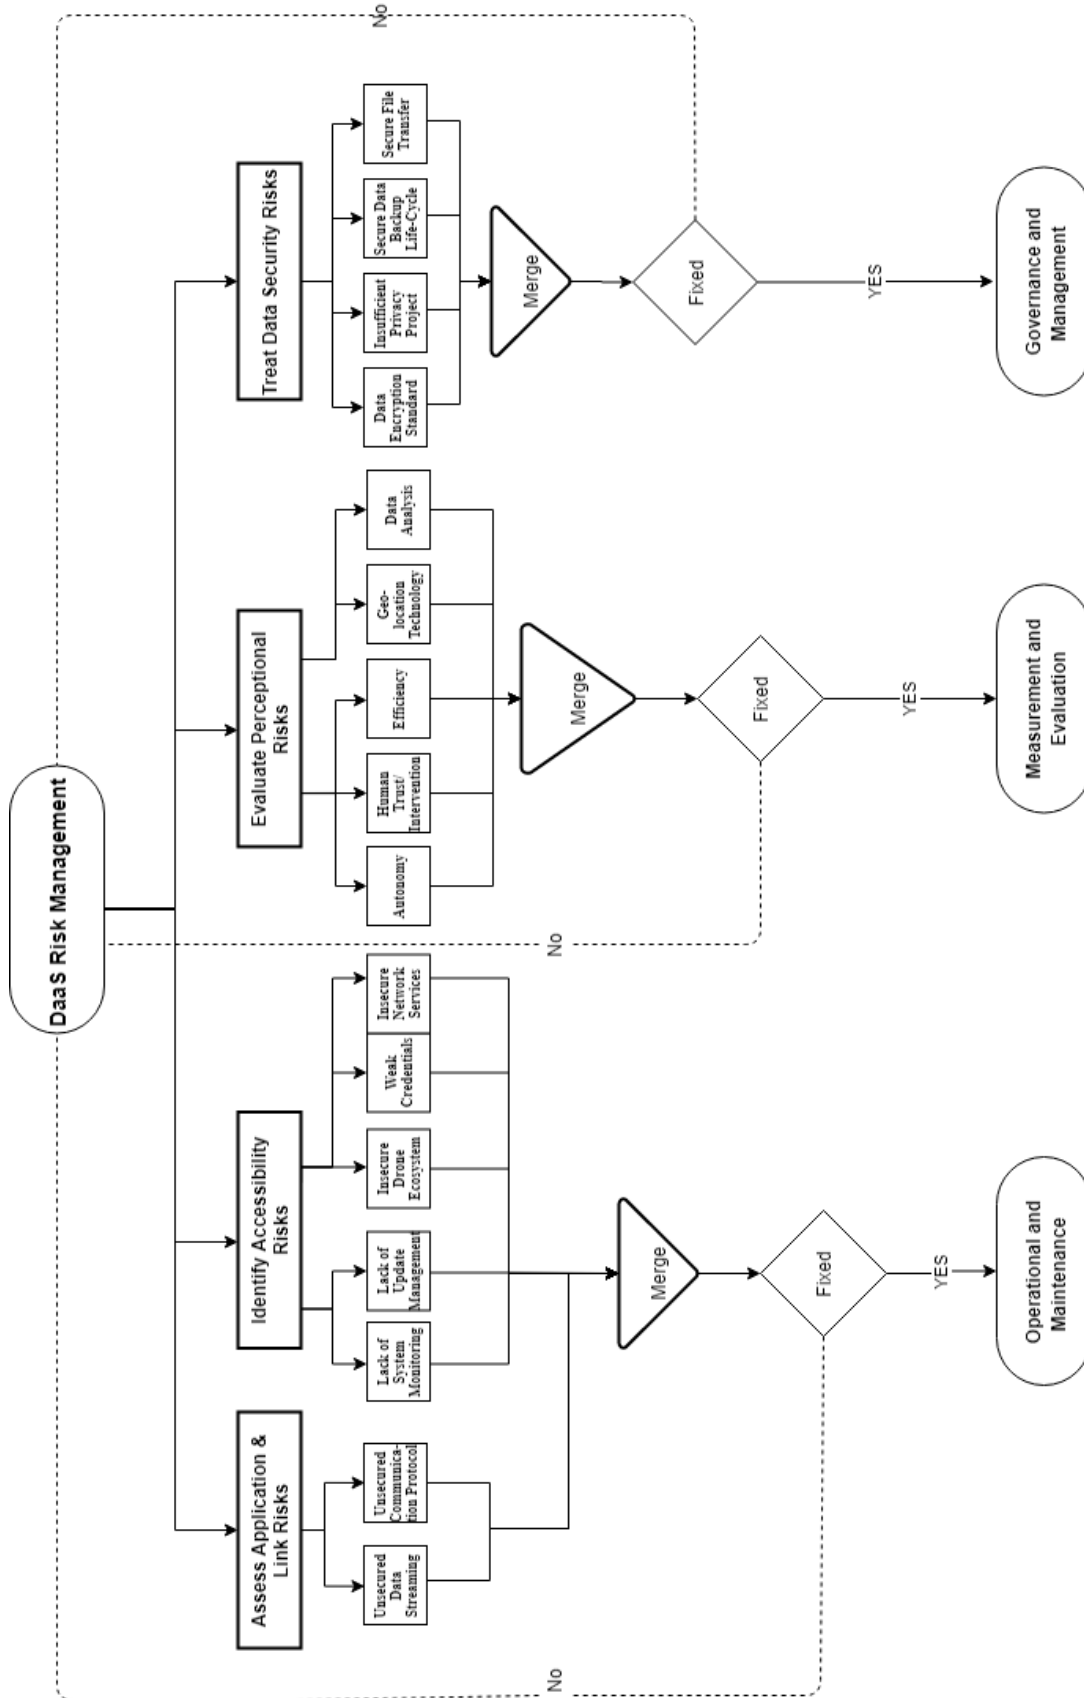 DaaS Risk Management
Assess Application &
Link Risks
Identify Accessibility
Risks
Evaluate Perceptional
Risks
Treat Data Security Risks
Unsecured
Data
Streaming
Unsecured
Communica-
tion Protocol
Lack of
System
Monitoring
Lack of
Update
Management
Insecure
Drone
Ecosystem
Weak
Credentials
Insecure
Network
Services
Autonomy
Human
Trust/
Intervention
Efficiency
Geo-
location
Technology
Data
Analysis
Data
Encryption
Standard
Insufficient
Privacy
Project
Secure Data
Backup
Life-Cycle
Secure File
Transfer
Merge
Merge
Merge
Fixed
Fixed
Fixed
No
No
No
YES
YES
YES
Operational and
Maintenance
Measurement and
Evaluation
Governance and
Management